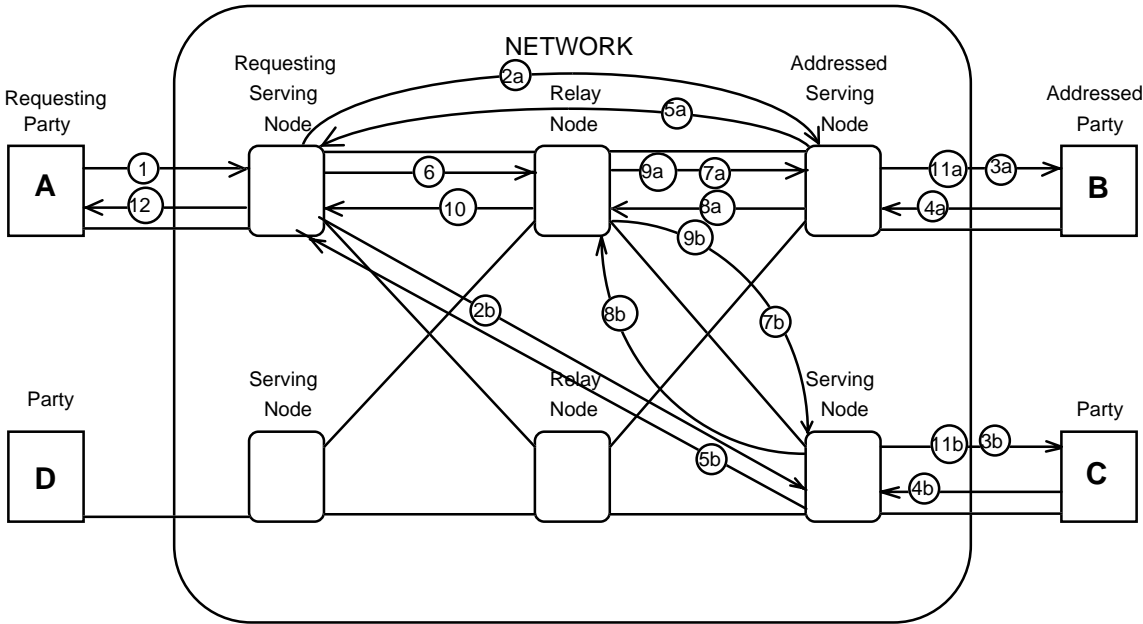 NETWORK
Requesting
Serving
Node
Relay
Node
Addressed
Serving
Node
Requesting
Party
Addressed
Party
2a
5a
A
1
12
6
10
9a
7a
8a
9b
11a
3a
4a
B
2b
8b
7b
Party
Serving
Node
Relay
Node
Serving
Node
Party
D
5b
11b
3b
4b
C